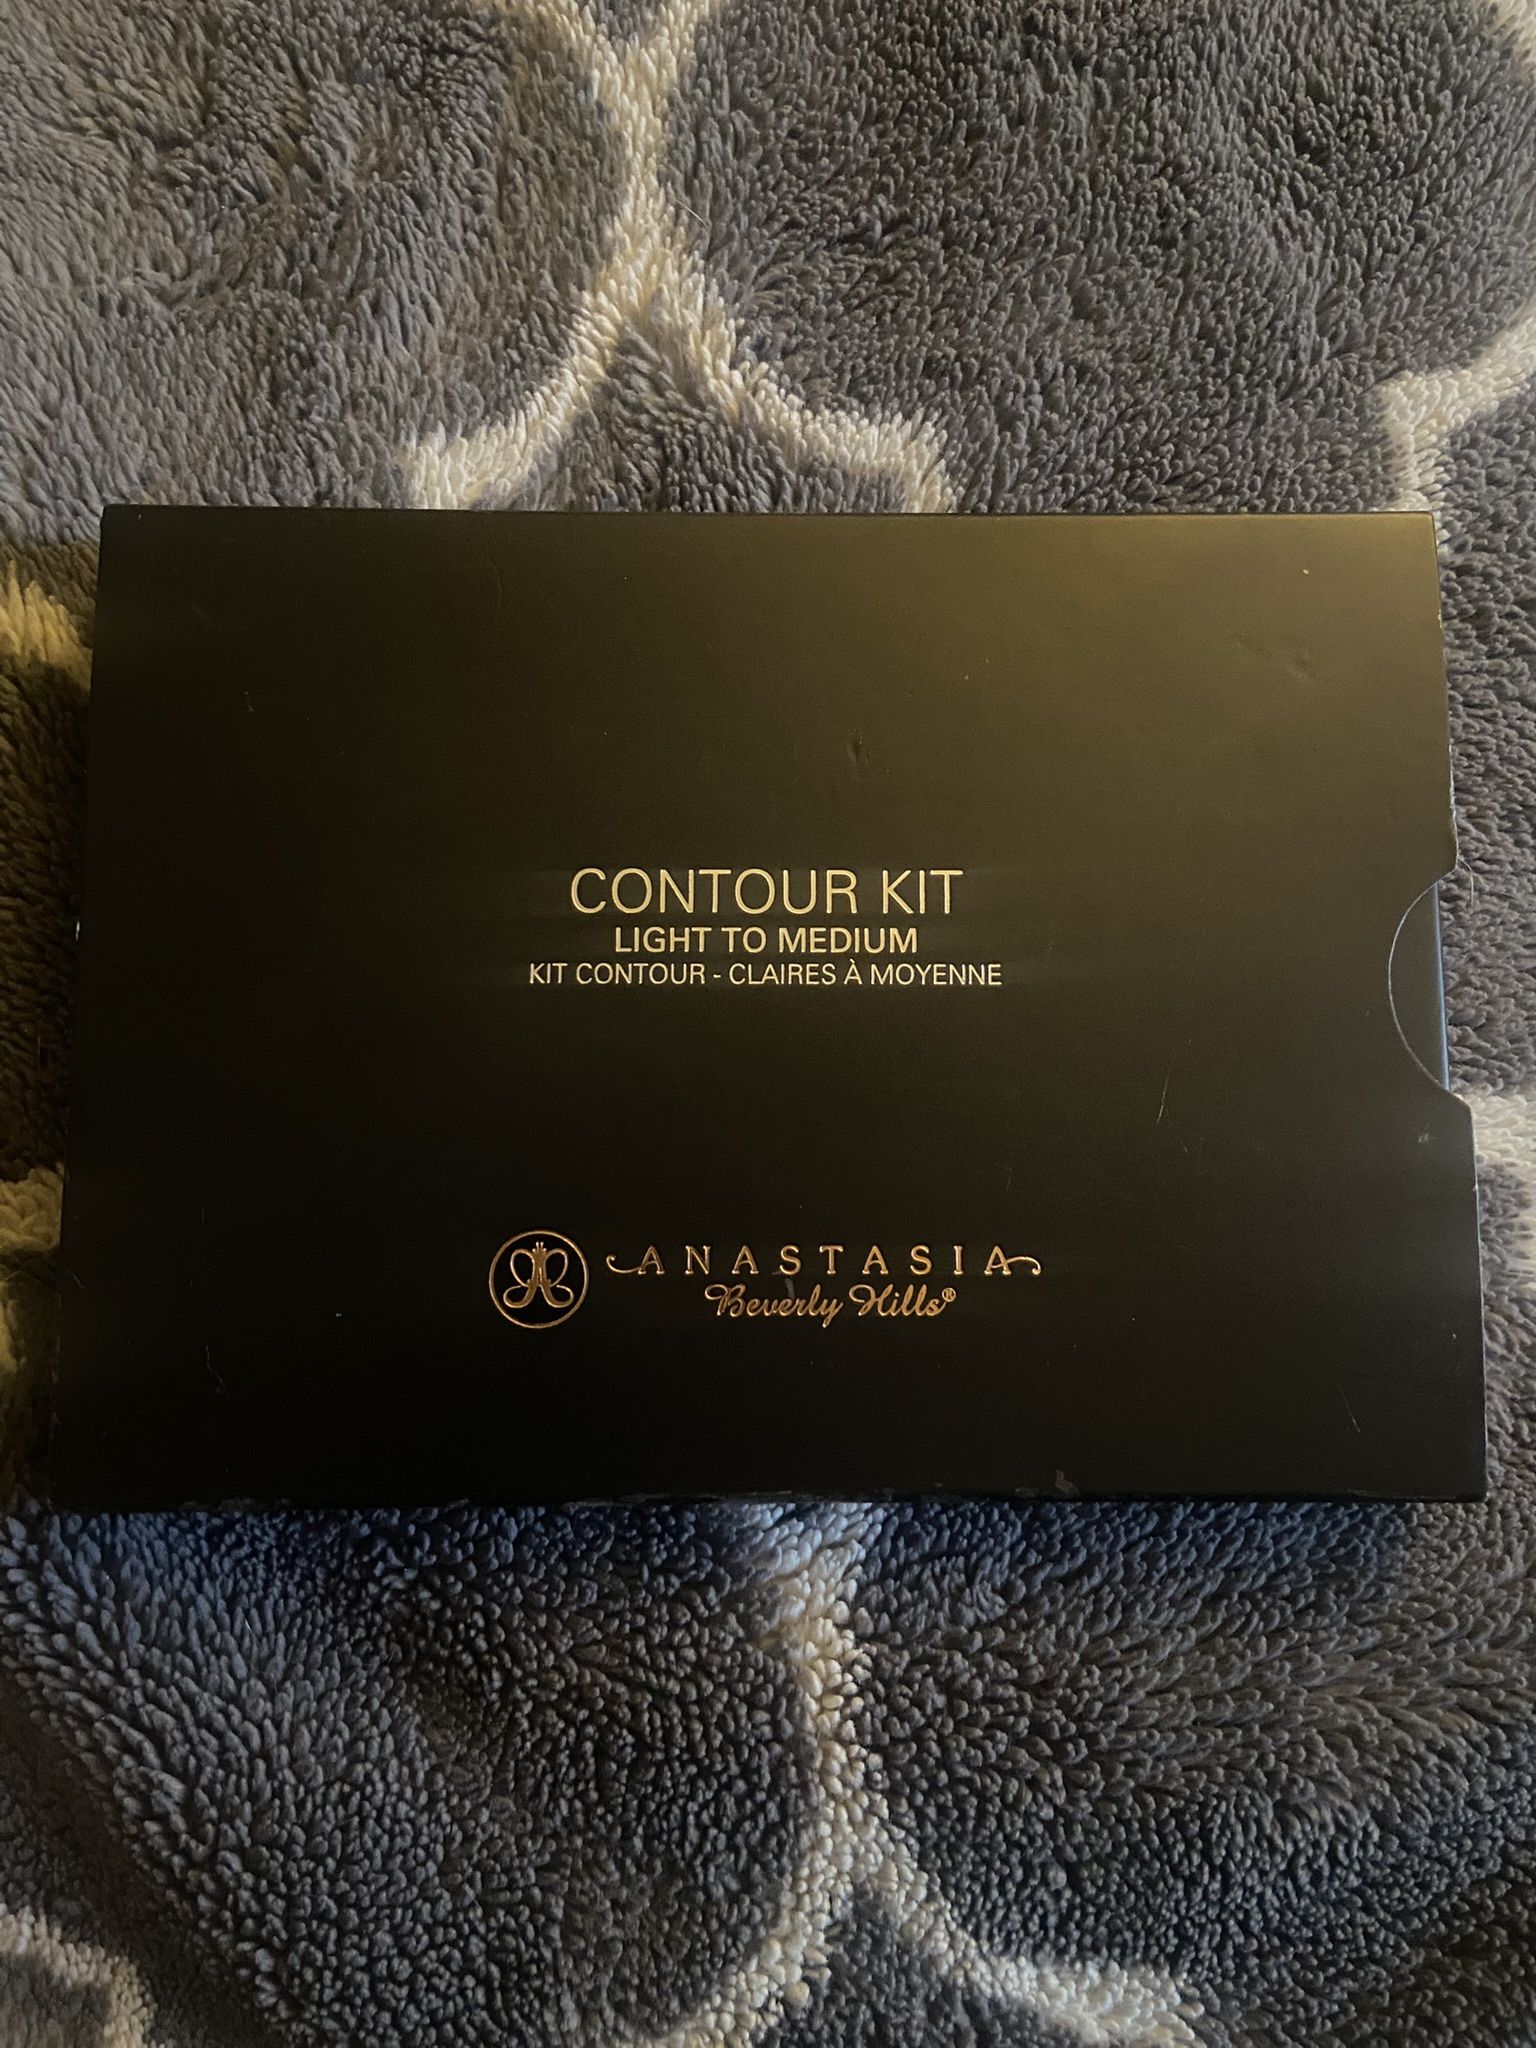 CONTOUR KIT
LIGHT TO MEDIUM
KIT CONTOUR - CLAIRES À MOYENNE
ANASTASIA
Beverly Hills®